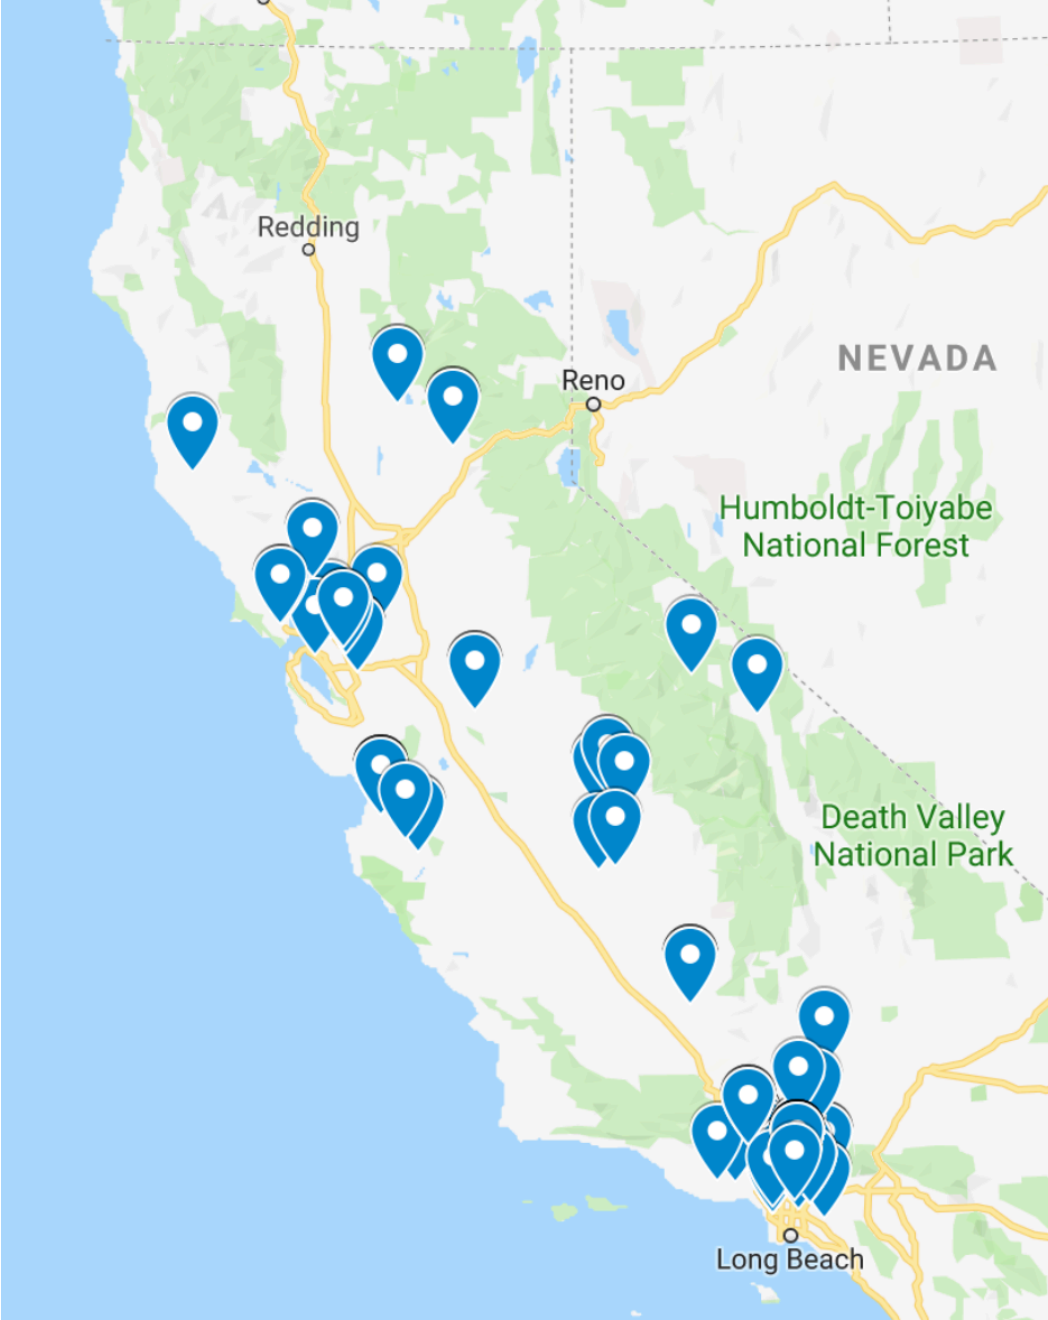 Redding
NEVADA
Reno
Humboldt-Toiyabe
National Forest
Death Valley
National Park
Long Beach